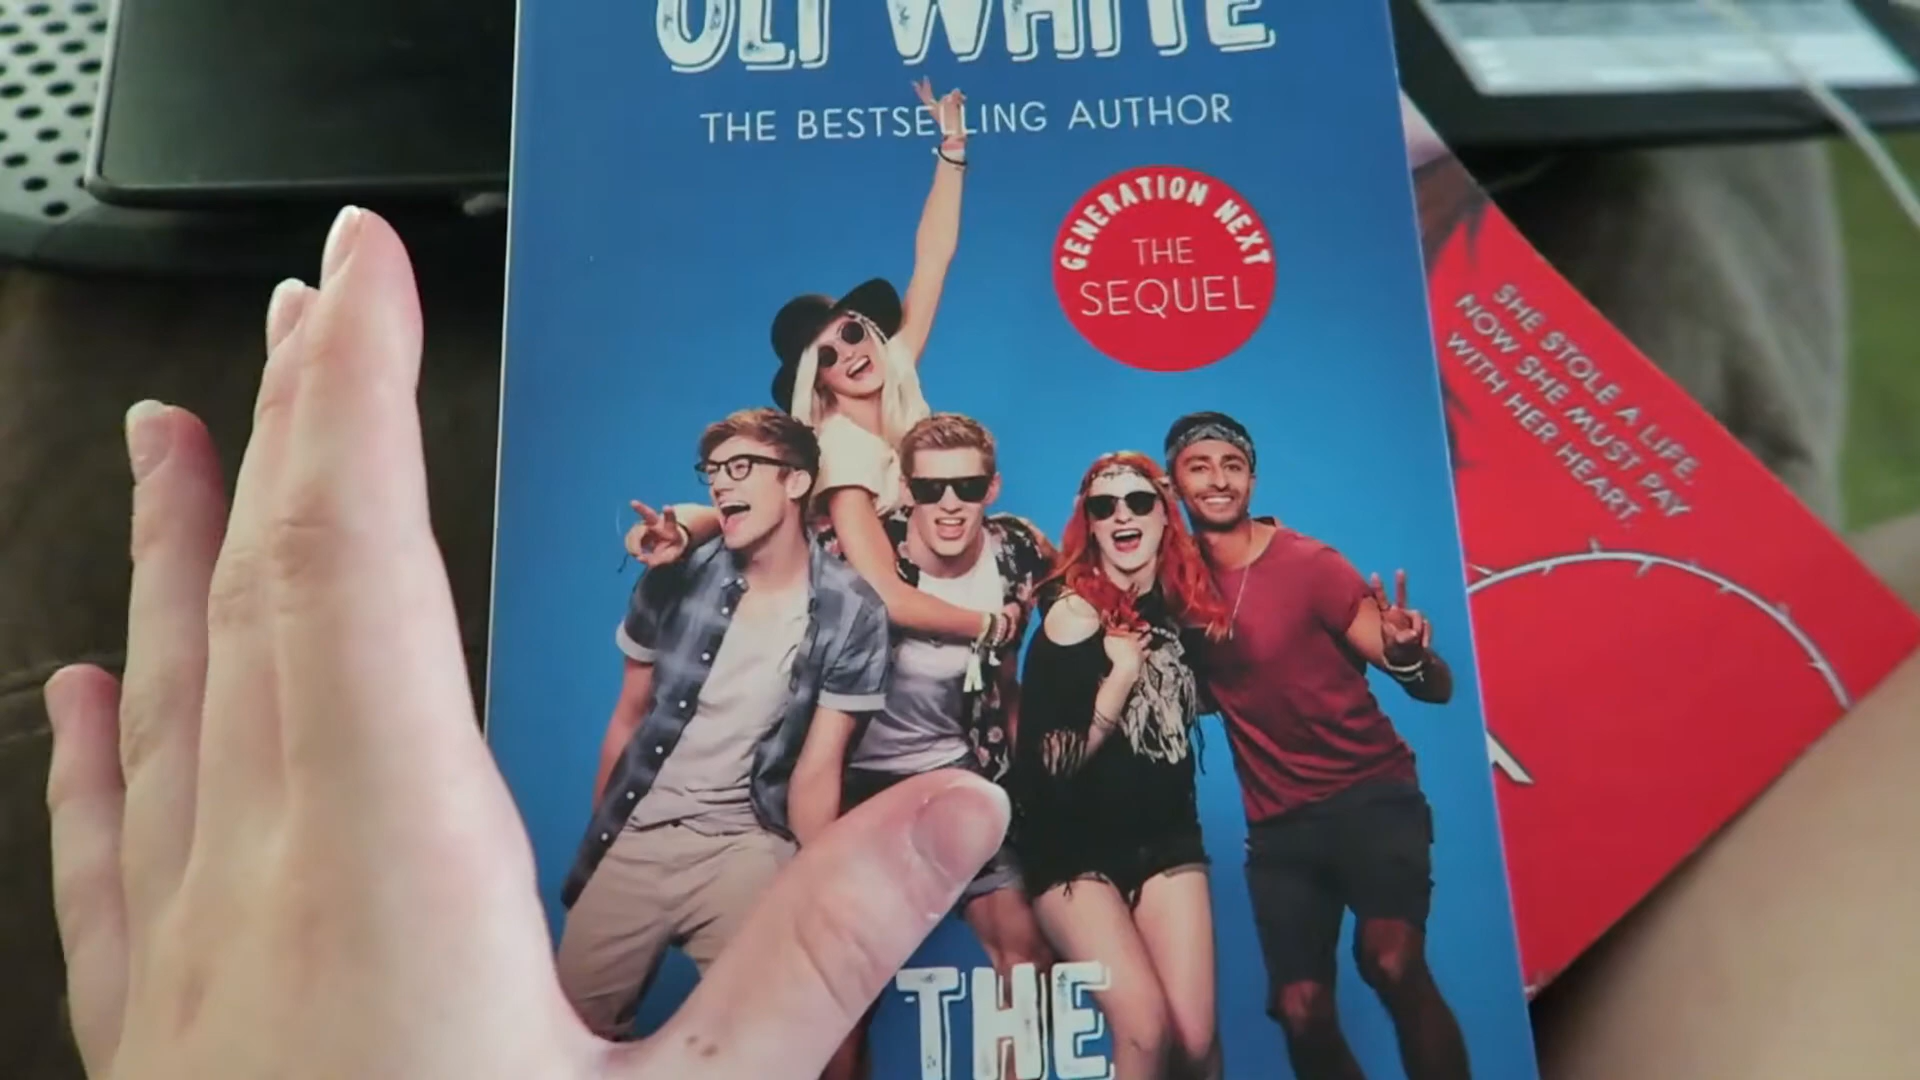 OLI WHITE
THE BESTSELLING AUTHOR
GENERATION NEXT
THE
SEQUEL
SHE STOLE A LIFE.
NOW SHE MUST PAY
WITH HER HEART.
THE